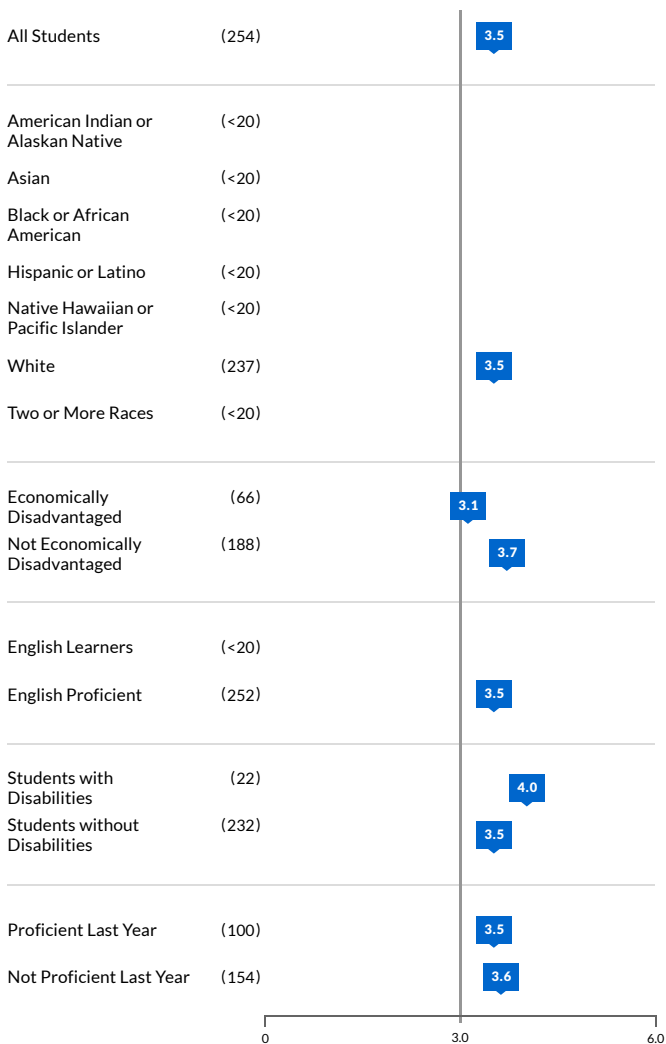 All Students (254) 3.5
American Indian or (<20)
Alaskan Native
Asian (<20)
Black or African (<20)
American
Hispanic or Latino (<20)
Native Hawaiian or (<20)
Pacific Islander
White (237) 3.5
Two or More Races (<20)
Economically (66) 3.1
Disadvantaged
Not Economically (188) 3.7
Disadvantaged
English Learners (<20)
English Proficient (252) 3.5
Students with (22) 4.0
Disabilities
Students without (232) 3.5
Disabilities
Proficient Last Year (100) 3.5
Not Proficient Last Year (154) 3.6
0 3.0 6.0